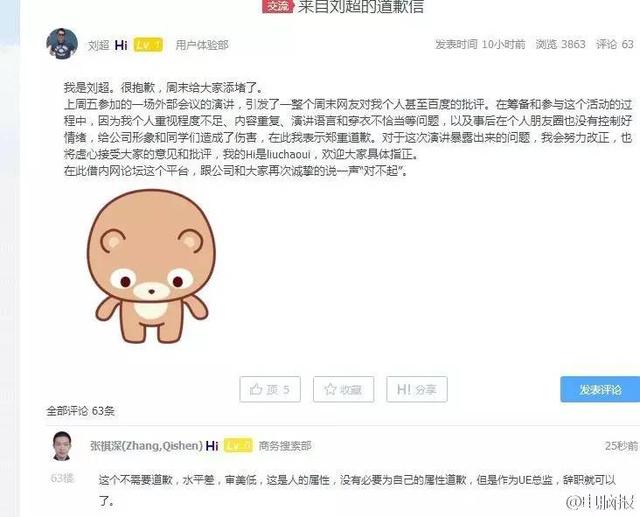 交流 来自刘超的道歉信
刘超 Hi Lv. 1 用户体验部 发表时间 10小时前 浏览 3863 评论 63
我是刘超。很抱歉，周末给大家添堵了。
上周五参加的一场外部会议的演讲，引发了一整个周末网友对我个人甚至百度的批评。在筹备和参与这个活动的过
程中，因为我个人重视程度不足、内容重复、演讲语言和穿衣不恰当等问题，以及事后在个人朋友圈也没有控制好
情绪，给公司形象和同学们造成了伤害，在此我表示郑重道歉。对于这次演讲暴露出来的问题，我会努力改正，也
将虚心接受大家的意见和批评，我的Hi是liuchaoui，欢迎大家具体指正。
在此借内网论坛这个平台，跟公司和大家再次诚挚的说一声“对不起”。
顶 5 收藏 H! 分享 发表评论
全部评论 63条
张祺深(Zhang,Qishen) Hi Lv. 0 商务搜索部 25秒前
63楼
这个不需要道歉，水平差，审美低，这是人的属性，没有必要为自己的属性道歉，但是作为UE总监，辞职就可以
了。
@电脑报